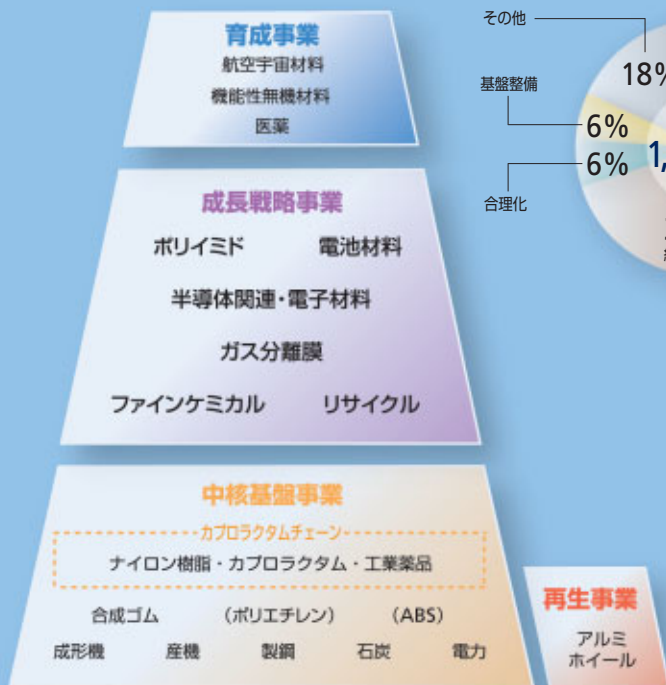 育成事業
航空宇宙材料
機能性無機材料
医薬
成長戦略事業
ポリイミド 電池材料
半導体関連・電子材料
ガス分離膜
ファインケミカル リサイクル
中核基盤事業
カプロラクタムチェーン
ナイロン樹脂・カプロラクタム・工業薬品
合成ゴム (ポリエチレン) (ABS)
成形機 産機 製鋼 石炭 電力
再生事業
アルミ
ホイール
その他
18%
基盤整備
6%
6%
合理化
1,